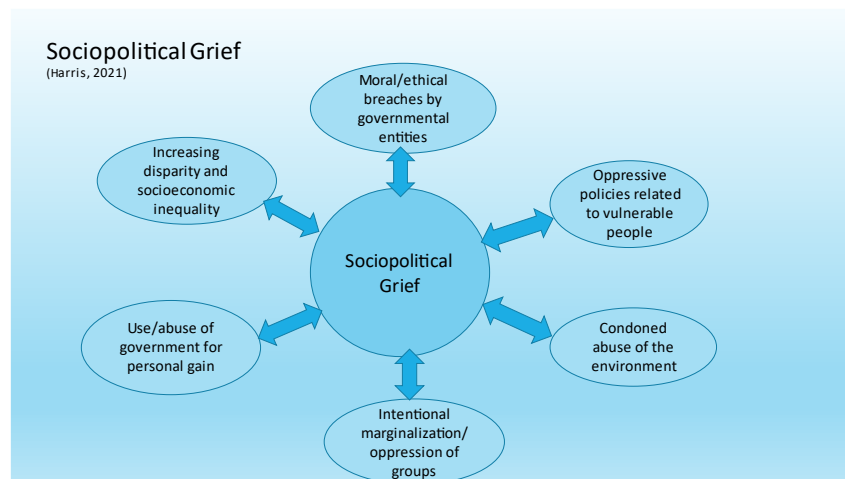 Sociopolitical Grief
(Harris, 2021)
Moral/ethical
breaches by
governmental
entities
Increasing
disparity and
socioeconomic
inequality
Oppressive
policies related
to vulnerable
people
Sociopolitical
Grief
Use/abuse of
government for
personal gain
Condoned
abuse of the
environment
Intentional
marginalization/
oppression of
groups